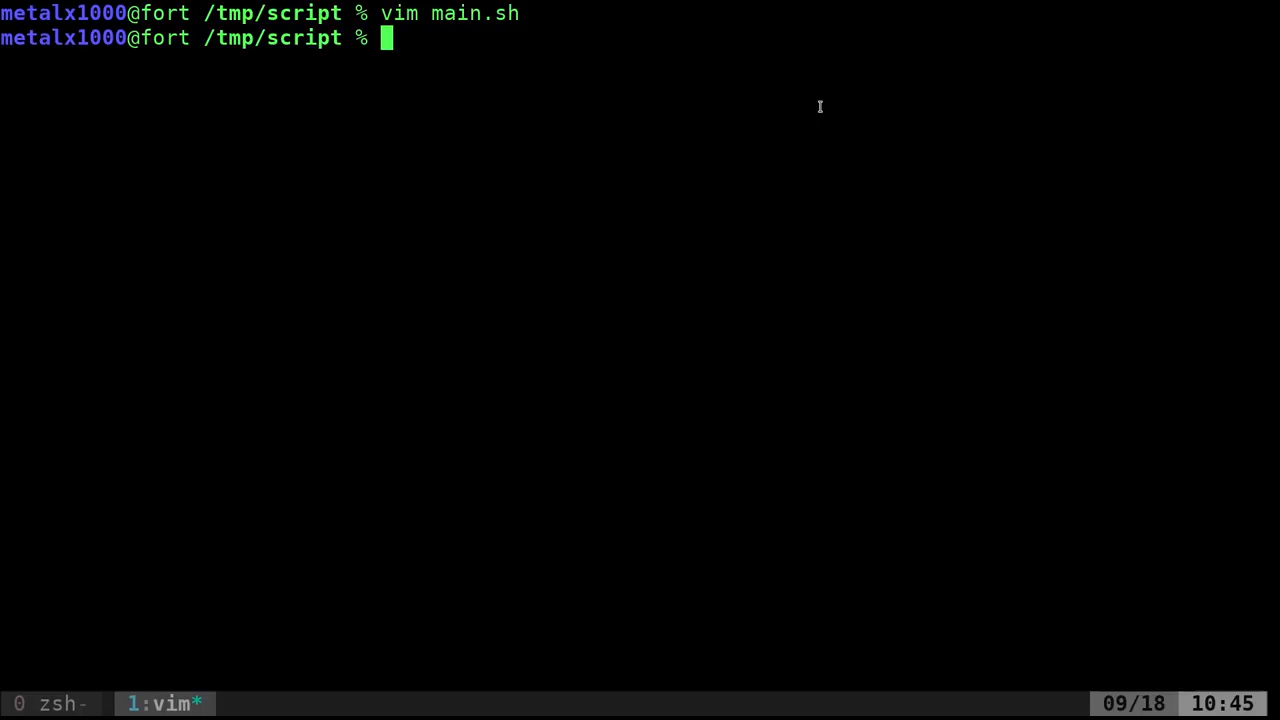 metalx1000@fort /tmp/script % vim main.sh
metalx1000@fort /tmp/script %
0 zsh- 1:vim* 09/18 10:45